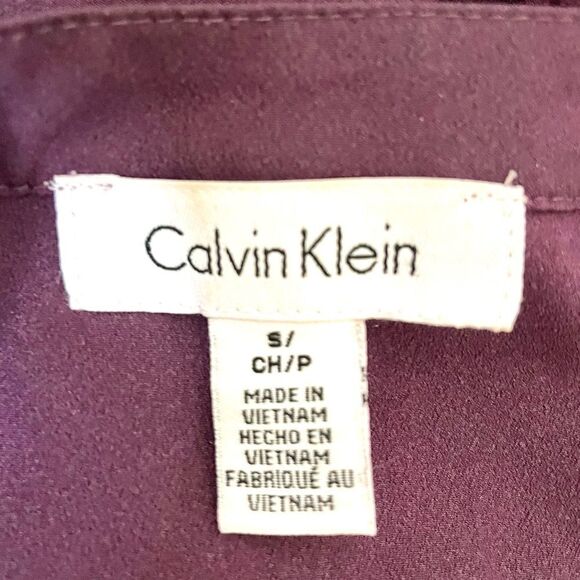 Calvin Klein
S/
CH/P
MADE IN
VIETNAM
HECHO EN
VIETNAM
FABRIQUÉ AU
VIETNAM